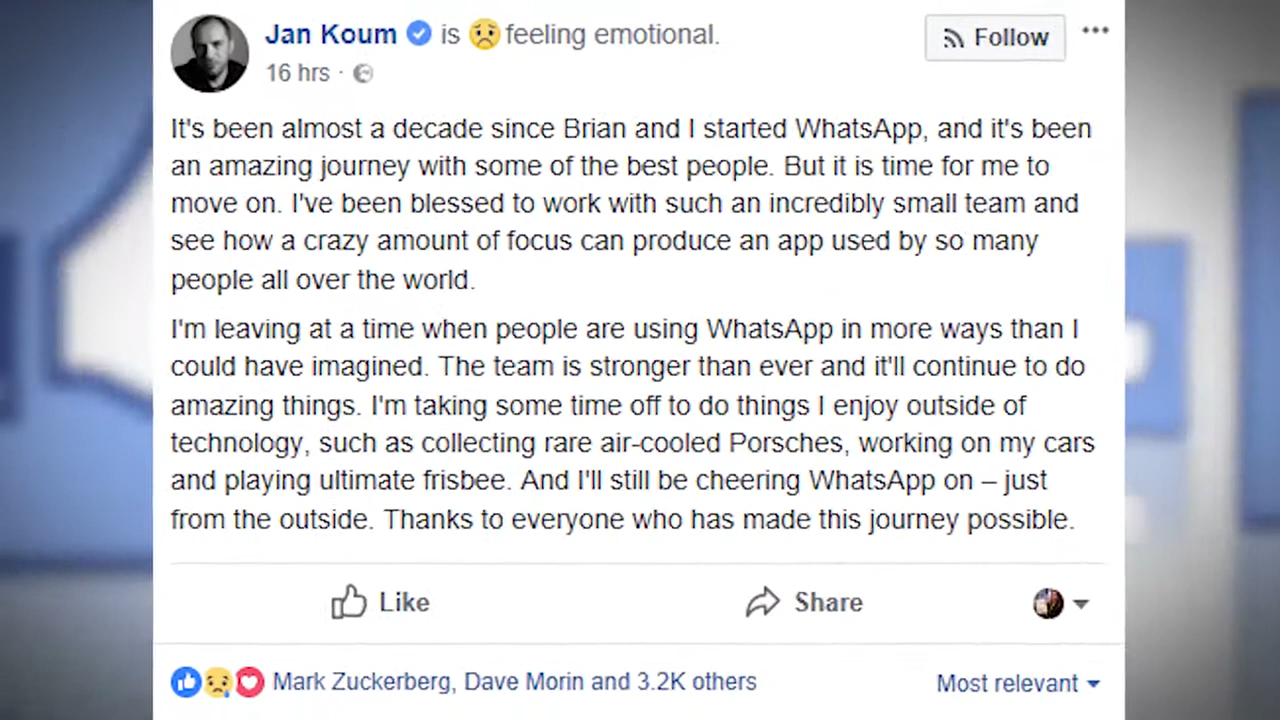 Jan Koum is feeling emotional.
Follow
16 hrs ·
It's been almost a decade since Brian and I started WhatsApp, and it's been
an amazing journey with some of the best people. But it is time for me to
move on. I've been blessed to work with such an incredibly small team and
see how a crazy amount of focus can produce an app used by so many
people all over the world.
I'm leaving at a time when people are using WhatsApp in more ways than I
could have imagined. The team is stronger than ever and it'll continue to do
amazing things. I'm taking some time off to do things I enjoy outside of
technology, such as collecting rare air-cooled Porsches, working on my cars
and playing ultimate frisbee. And I'll still be cheering WhatsApp on – just
from the outside. Thanks to everyone who has made this journey possible.
Like
Share
Mark Zuckerberg, Dave Morin and 3.2K others
Most relevant